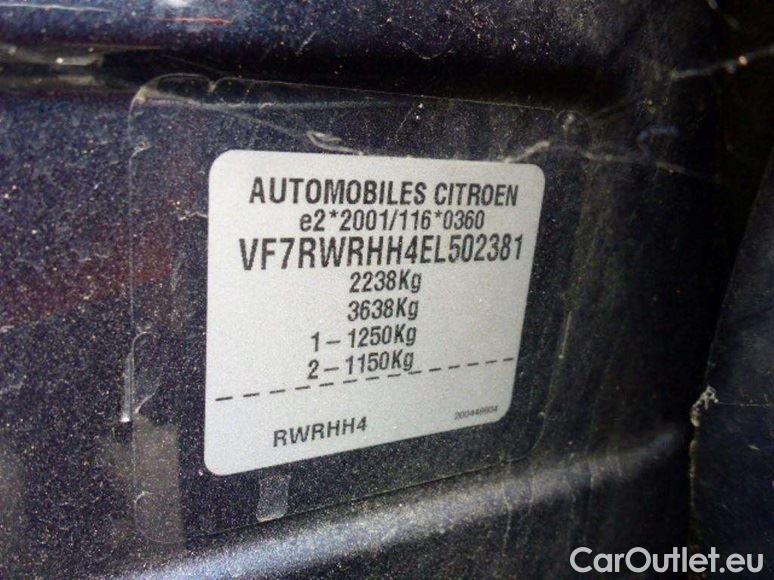 AUTOMOBILES CITROEN
e2*2001/116*0360
VF7RWRHH4EL502381
2238Kg
3638Kg
1-1250Kg
2-1150Kg
RWRHH4
CarOutlet.eu